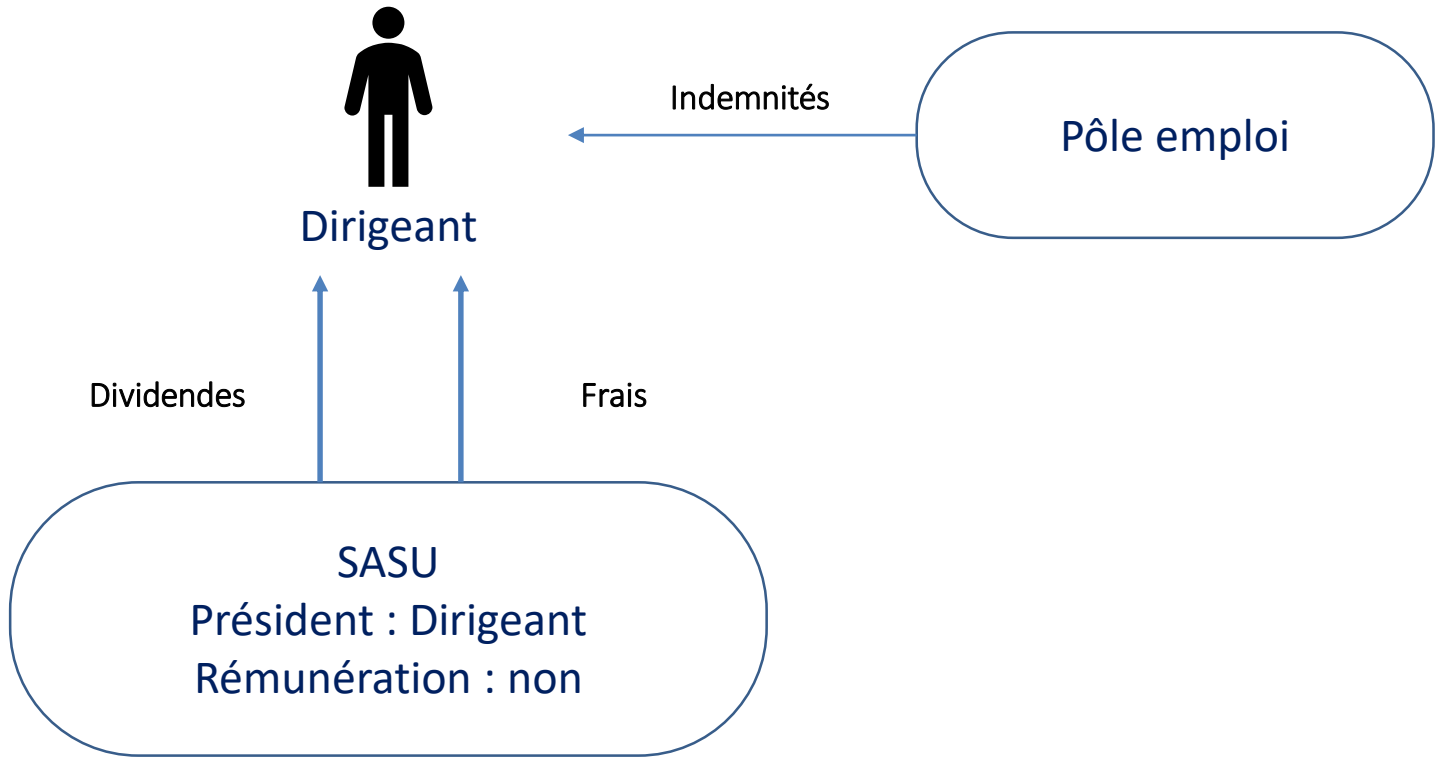 Indemnités
Pôle emploi
Dirigeant
Dividendes
Frais
SASU
Président : Dirigeant
Rémunération : non